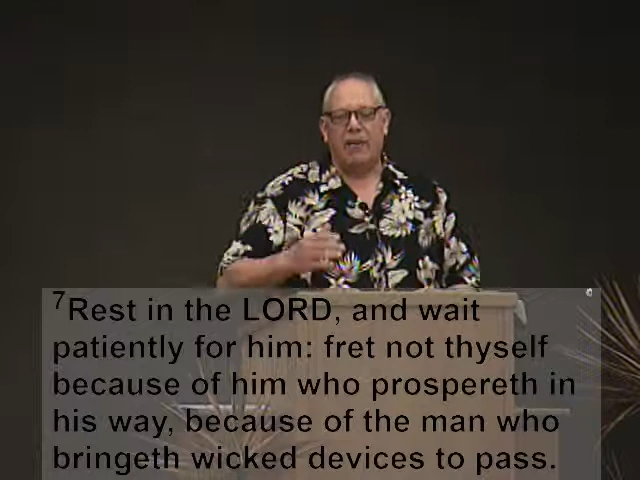 7Rest in the LORD, and wait
patiently for him: fret not thyself
because of him who prospereth in
his way, because of the man who
bringeth wicked devices to pass.